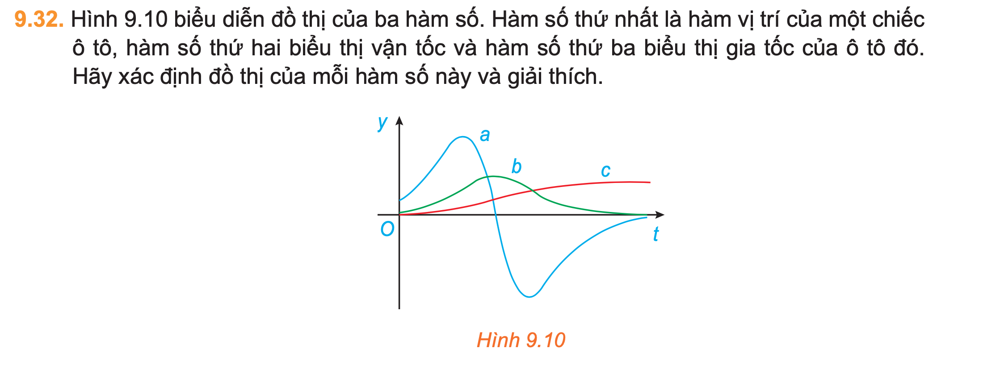 9.32. Hình 9.10 biểu diễn đồ thị của ba hàm số. Hàm số thứ nhất là hàm vị trí của một chiếc
ô tô, hàm số thứ hai biểu thị vận tốc và hàm số thứ ba biểu thị gia tốc của ô tô đó.
Hãy xác định đồ thị của mỗi hàm số này và giải thích.
y
a
b
c
O
t
Hình 9.10